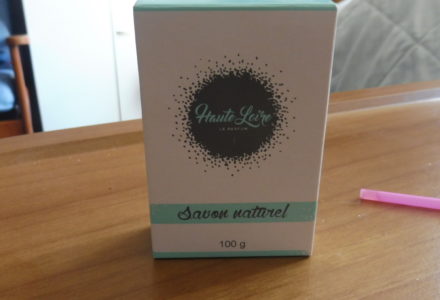 Haute Loire
LE PARFUM
Savon naturel
100 g